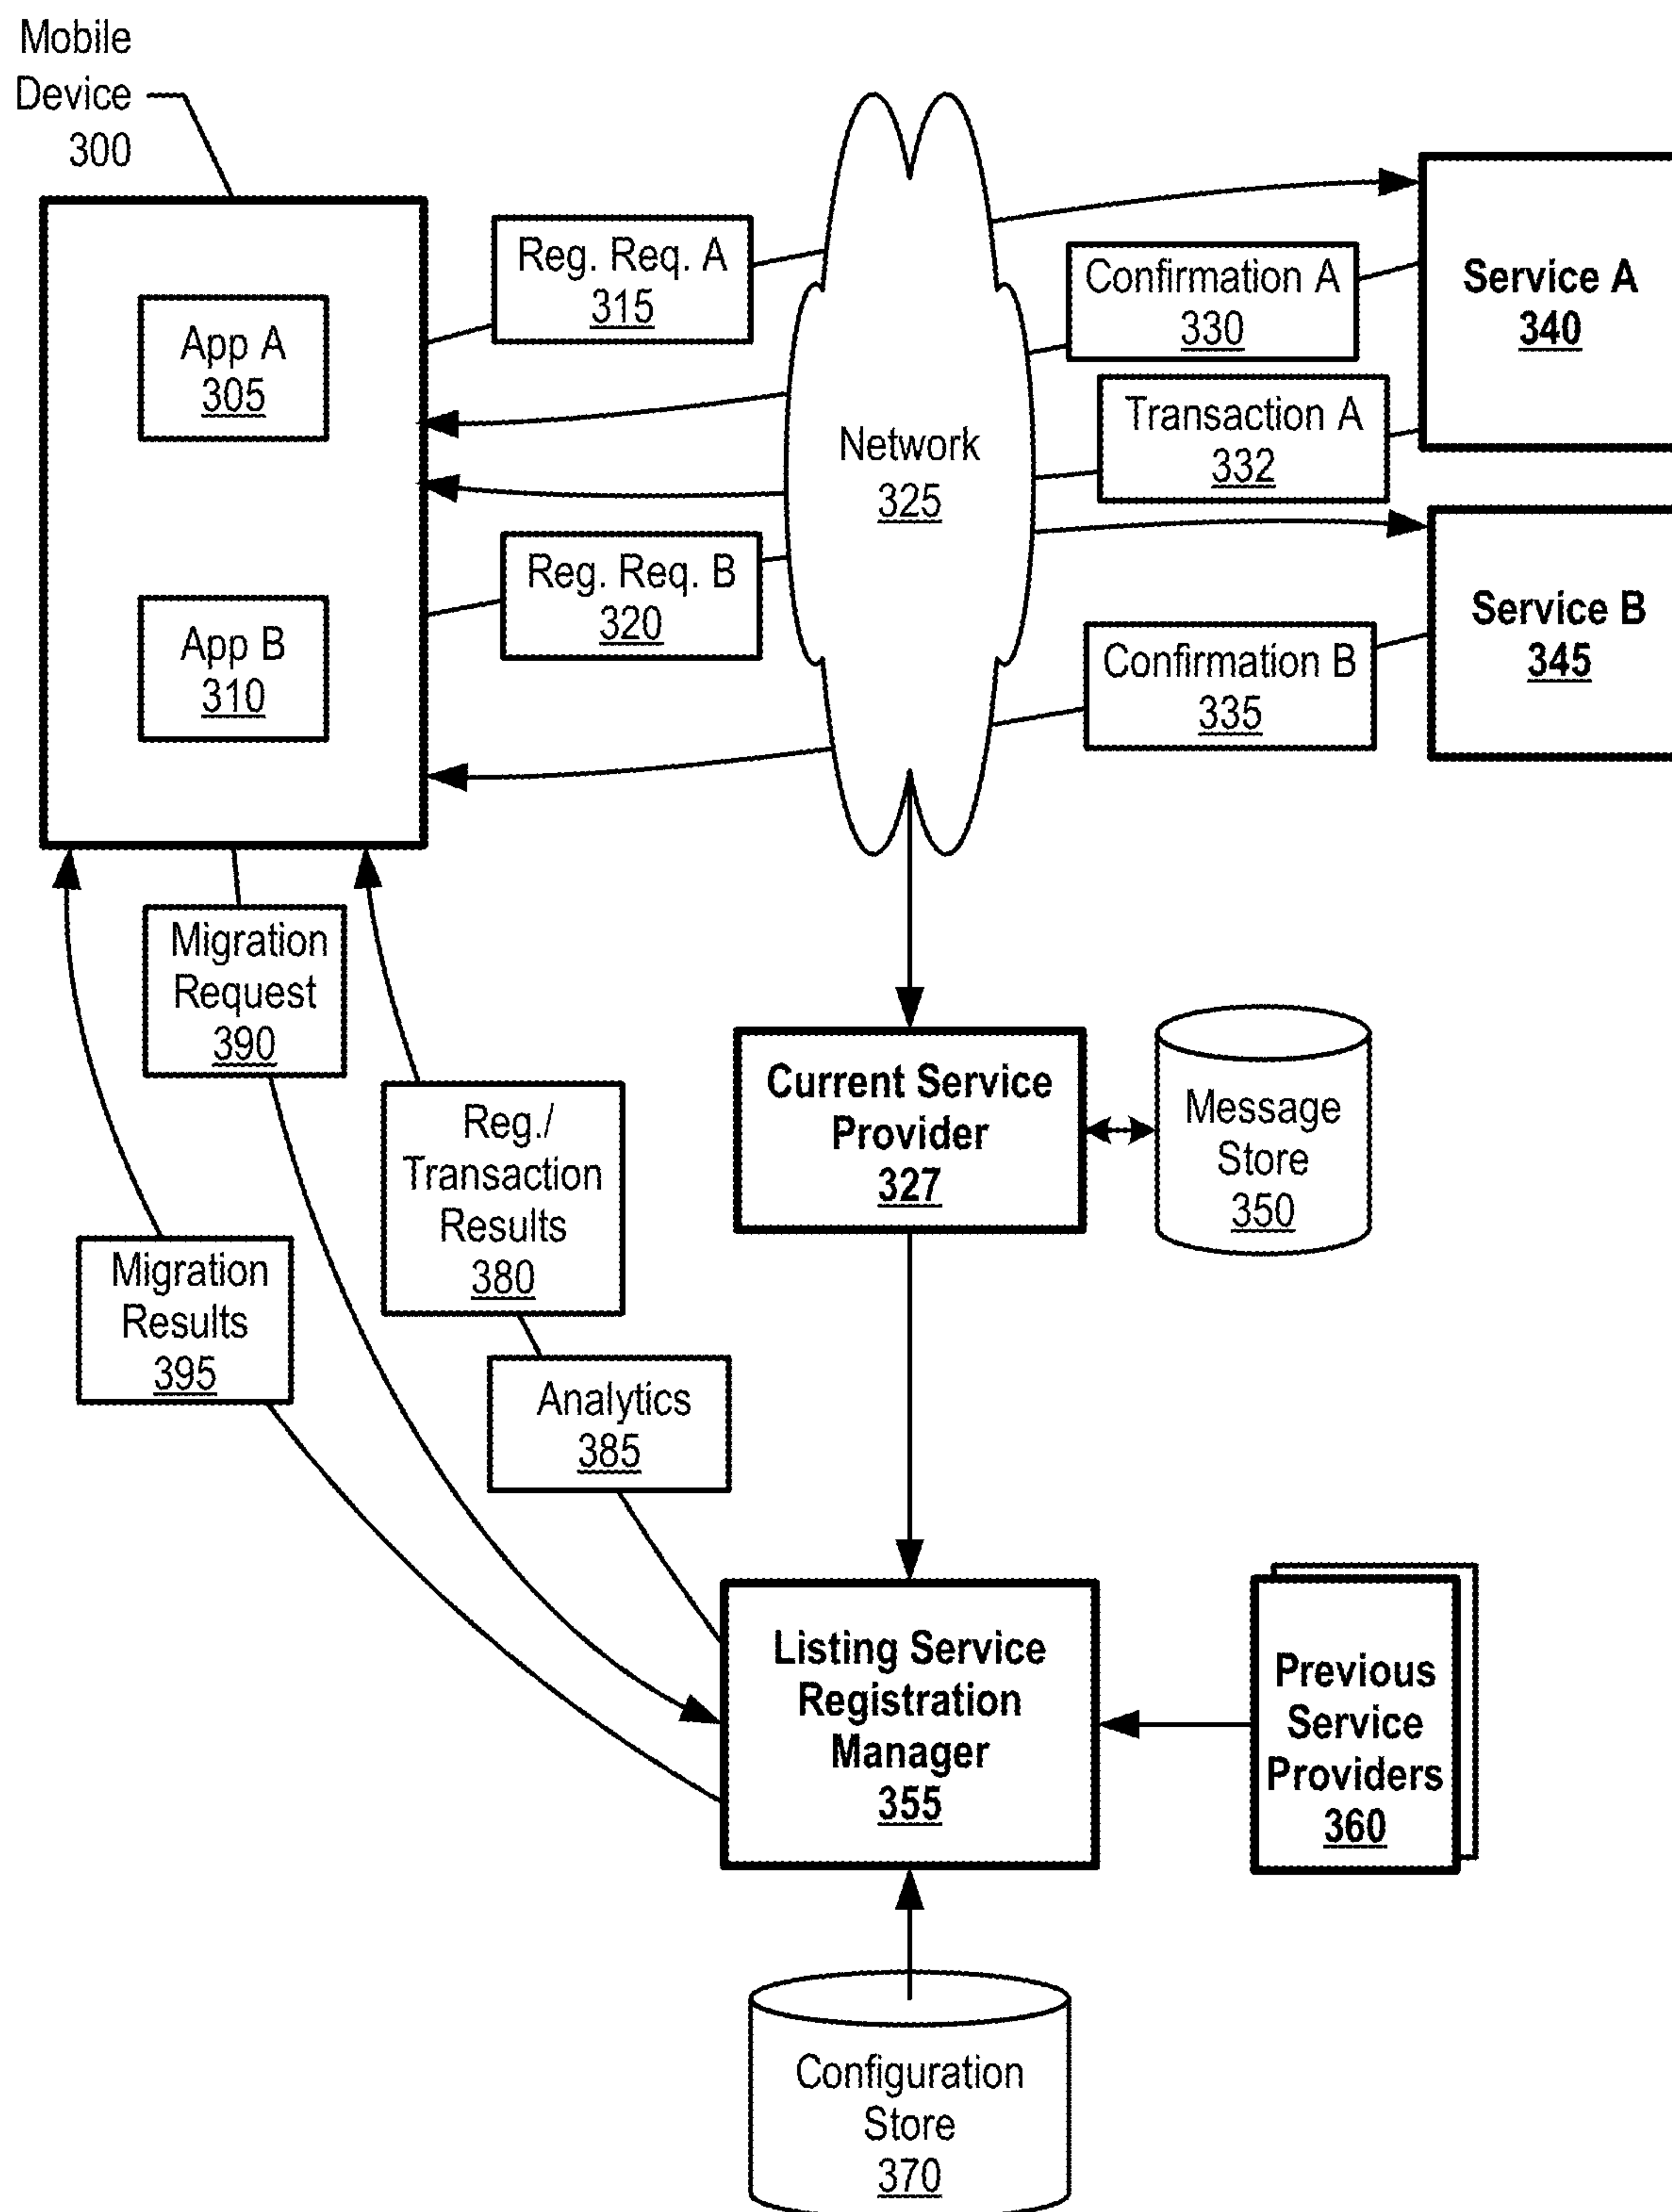 Mobile
Device
300
Reg. Req. A
315
App A
305
Network
325
Confirmation A
330
Service A
340
Transaction A
332
Reg. Req. B
320
App B
310
Confirmation B
335
Service B
345
Migration
Request
390
Reg./
Transaction
Results
380
Current Service
Provider
327
Message
Store
350
Migration
Results
395
Analytics
385
Listing Service
Registration
Manager
355
Previous
Service
Providers
360
Configuration
Store
370